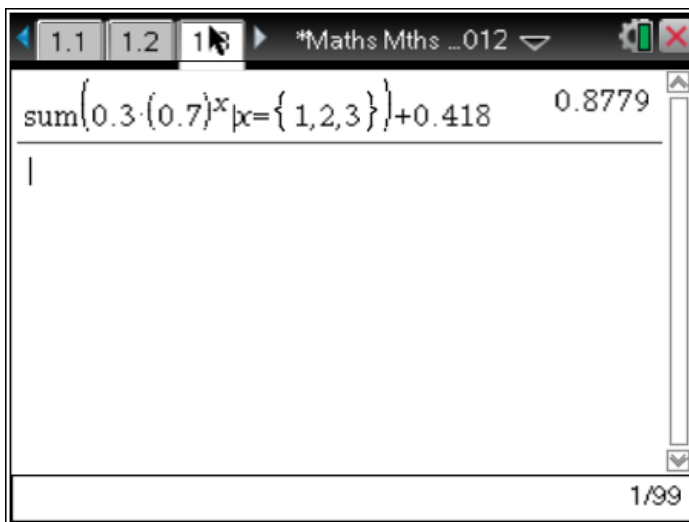 1.1 1.2 1.3 *Maths Mths ...012
sum(0.3·(0.7)^x|x={1,2,3})+0.418 0.8779
1/99